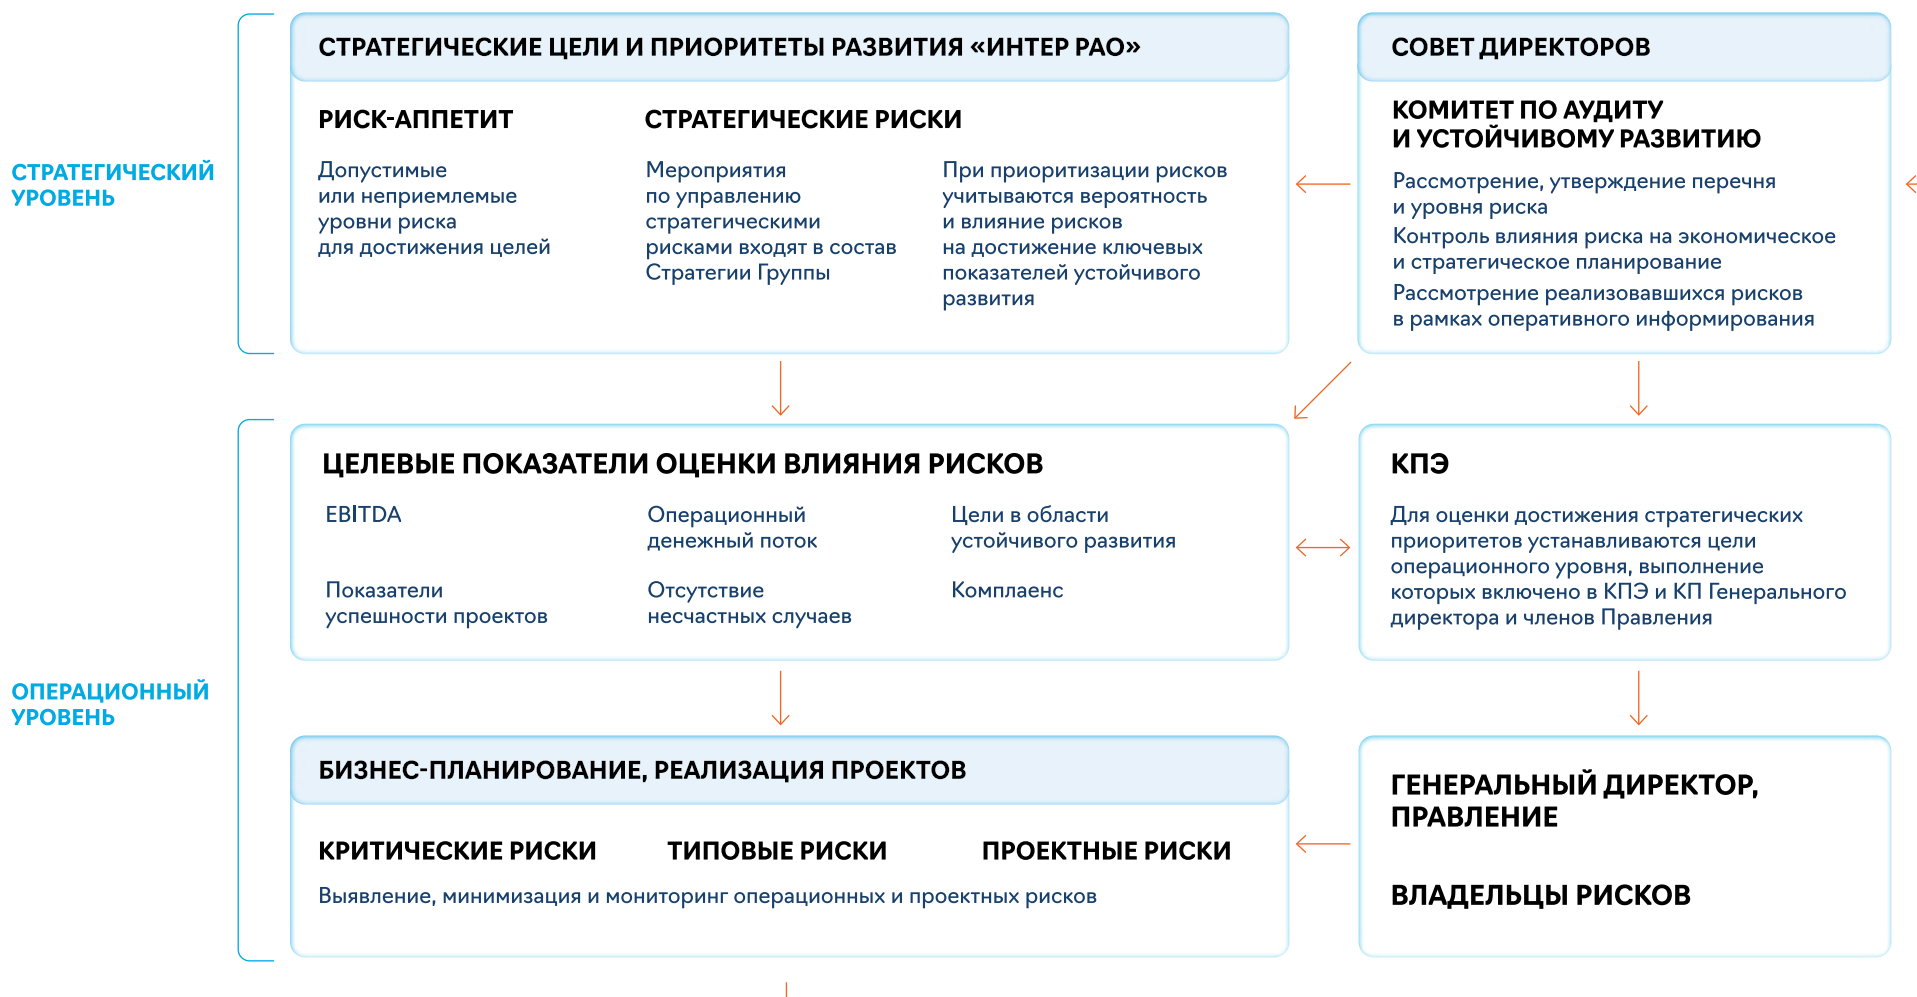 СТРАТЕГИЧЕСКИЙ
УРОВЕНЬ
СТРАТЕГИЧЕСКИЕ ЦЕЛИ И ПРИОРИТЕТЫ РАЗВИТИЯ «ИНТЕР РАО»
РИСК-АППЕТИТ
Допустимые
или неприемлемые
уровни риска
для достижения целей
СТРАТЕГИЧЕСКИЕ РИСКИ
Мероприятия
по управлению
стратегическими
рисками входят в состав
Стратегии Группы
При приоритизации рисков
учитываются вероятность
и влияние рисков
на достижение ключевых
показателей устойчивого
развития
СОВЕТ ДИРЕКТОРОВ
КОМИТЕТ ПО АУДИТУ
И УСТОЙЧИВОМУ РАЗВИТИЮ
Рассмотрение, утверждение перечня
и уровня риска
Контроль влияния риска на экономическое
и стратегическое планирование
Рассмотрение реализовавшихся рисков
в рамках оперативного информирования
ОПЕРАЦИОННЫЙ
УРОВЕНЬ
ЦЕЛЕВЫЕ ПОКАЗАТЕЛИ ОЦЕНКИ ВЛИЯНИЯ РИСКОВ
EBITDA
Операционный
денежный поток
Цели в области
устойчивого развития
Показатели
успешности проектов
Отсутствие
несчастных случаев
Комплаенс
КПЭ
Для оценки достижения стратегических
приоритетов устанавливаются цели
операционного уровня, выполнение
которых включено в КПЭ и КП Генерального
директора и членов Правления
БИЗНЕС-ПЛАНИРОВАНИЕ, РЕАЛИЗАЦИЯ ПРОЕКТОВ
КРИТИЧЕСКИЕ РИСКИ
ТИПОВЫЕ РИСКИ
ПРОЕКТНЫЕ РИСКИ
Выявление, минимизация и мониторинг операционных и проектных рисков
ГЕНЕРАЛЬНЫЙ ДИРЕКТОР,
ПРАВЛЕНИЕ
ВЛАДЕЛЬЦЫ РИСКОВ